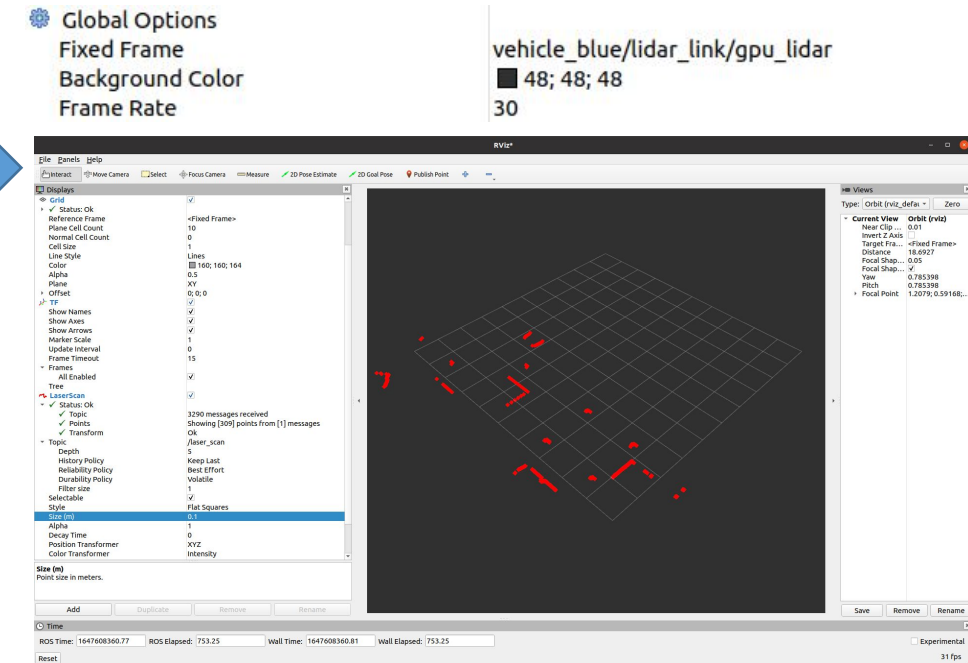 Global Options
Fixed Frame vehicle_blue/lidar_link/gpu_lidar
Background Color 48; 48; 48
Frame Rate 30
RViz*
File Panels Help
Interact Move Camera Select Focus Camera Measure 2D Pose Estimate 2D Goal Pose Publish Point
Displays
Grid
Status: Ok
Reference Frame <Fixed Frame>
Plane Cell Count 10
Normal Cell Count 0
Cell Size 1
Line Style Lines
Color 160; 160; 164
Alpha 0.5
Plane XY
Offset 0; 0; 0
TF
Show Names
Show Axes
Show Arrows
Marker Scale 1
Update Interval 0
Frame Timeout 15
Frames
All Enabled
Tree
LaserScan
Status: Ok
Topic 3290 messages received
Points Showing [309] points from [1] messages
Transform Ok
Topic /laser_scan
Depth 5
History Policy Keep Last
Reliability Policy Best Effort
Durability Policy Volatile
Filter size 1
Selectable
Style Flat Squares
Size (m) 0.1
Alpha 1
Decay Time 0
Position Transformer XYZ
Color Transformer Intensity
Size (m)
Point size in meters.
Add Duplicate Remove Rename
Views
Type: Orbit (rviz_defau Zero
Current View Orbit (rviz)
Near Clip ... 0.01
Invert Z Axis
Target Fra... <Fixed Frame>
Distance 18.6927
Focal Shap... 0.05
Focal Shap...
Yaw 0.785398
Pitch 0.785398
Focal Point 1.2079; 0.59168;...
Save Remove Rename
Time
ROS Time: 1647608360.77 ROS Elapsed: 753.25 Wall Time: 1647608360.81 Wall Elapsed: 753.25 Experimental
Reset 31 fps